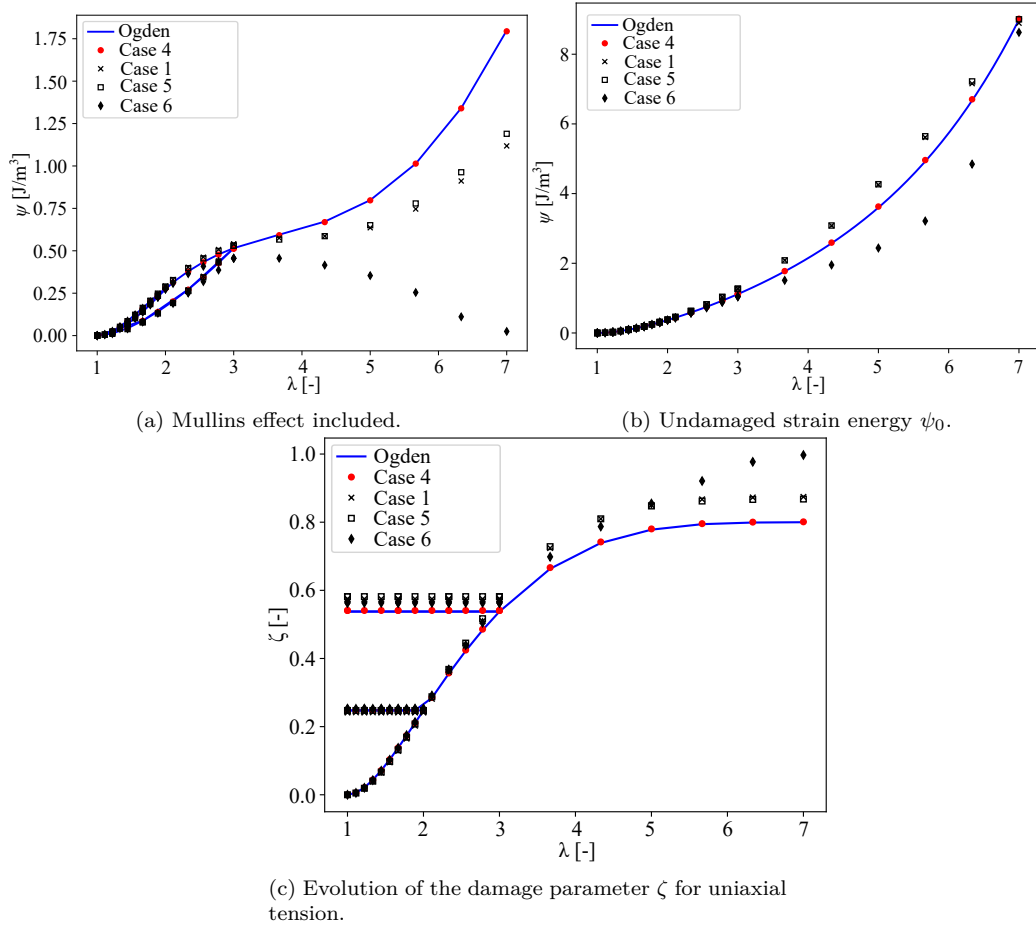 Ogden
Case 4
Case 1
Case 5
Case 6
1.75
1.50
1.25
1.00
0.75
0.50
0.25
0.00
ψ [J/m³]
1 2 3 4 5 6 7
λ [-]
(a) Mullins effect included.
Ogden
Case 4
Case 1
Case 5
Case 6
8
6
4
2
0
ψ [J/m³]
1 2 3 4 5 6 7
λ [-]
(b) Undamaged strain energy ψ₀.
Ogden
Case 4
Case 1
Case 5
Case 6
1.0
0.8
0.6
0.4
0.2
0.0
ζ [-]
1 2 3 4 5 6 7
λ [-]
(c) Evolution of the damage parameter ζ for uniaxial
tension.